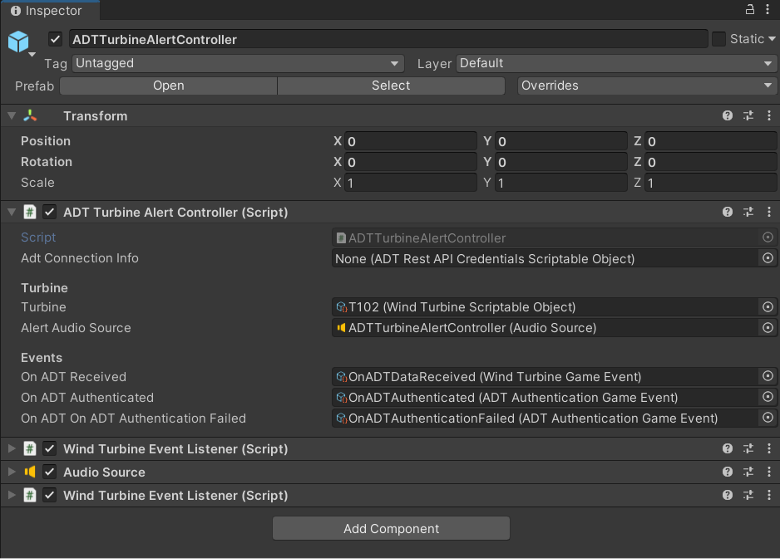 Inspector
ADTTurbineAlertController Static
Tag Untagged Layer Default
Prefab Open Select Overrides
Transform
Position X 0 Y 0 Z 0
Rotation X 0 Y 0 Z 0
Scale X 1 Y 1 Z 1
# ADT Turbine Alert Controller (Script)
Script # ADTTurbineAlertController
Adt Connection Info None (ADT Rest API Credentials Scriptable Object)
Turbine
Turbine T102 (Wind Turbine Scriptable Object)
Alert Audio Source ADTTurbineAlertController (Audio Source)
Events
On ADT Received OnADTDataReceived (Wind Turbine Game Event)
On ADT Authenticated OnADTAuthenticated (ADT Authentication Game Event)
On ADT On ADT Authentication Failed OnADTAuthenticationFailed (ADT Authentication Game Event)
# Wind Turbine Event Listener (Script)
Audio Source
# Wind Turbine Event Listener (Script)
Add Component